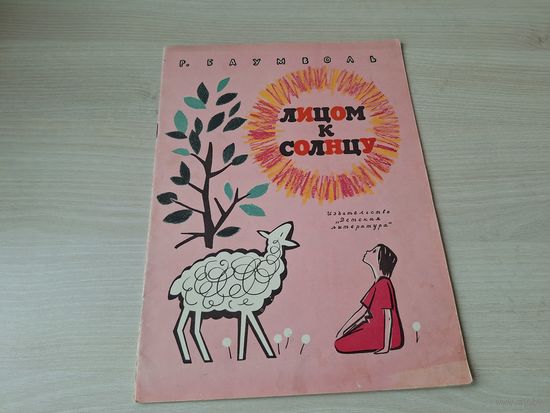 Р. БАУМВОЛЬ
ЛИЦОМ
К
СОЛНЦУ
Издательство
„Детская
литература"